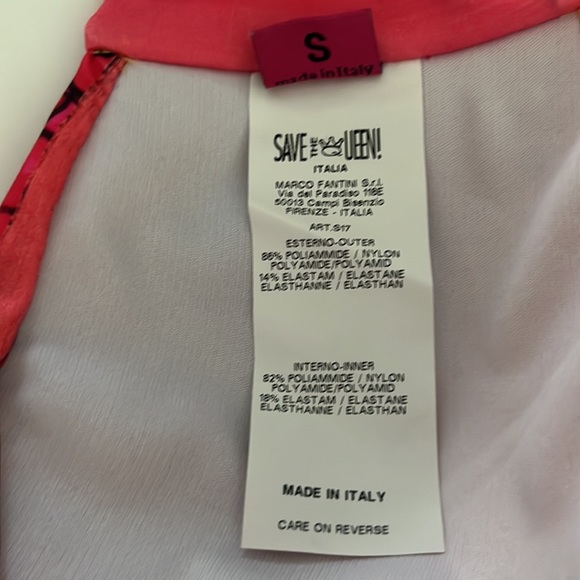 S
made in Italy
SAVE THE QUEEN!
ITALIA
MARCO FANTINI S.r.l.
Via del Paradiso 118E
50013 Campi Bisenzio
FIRENZE - ITALIA
ART.S17
ESTERNO-OUTER
86% POLIAMMIDE / NYLON
POLYAMIDE/POLYAMID
14% ELASTAM / ELASTANE
ELASTHANNE / ELASTHAN
INTERNO-INNER
82% POLIAMMIDE / NYLON
POLYAMIDE/POLYAMID
18% ELASTAM / ELASTANE
ELASTHANNE / ELASTHAN
MADE IN ITALY
CARE ON REVERSE